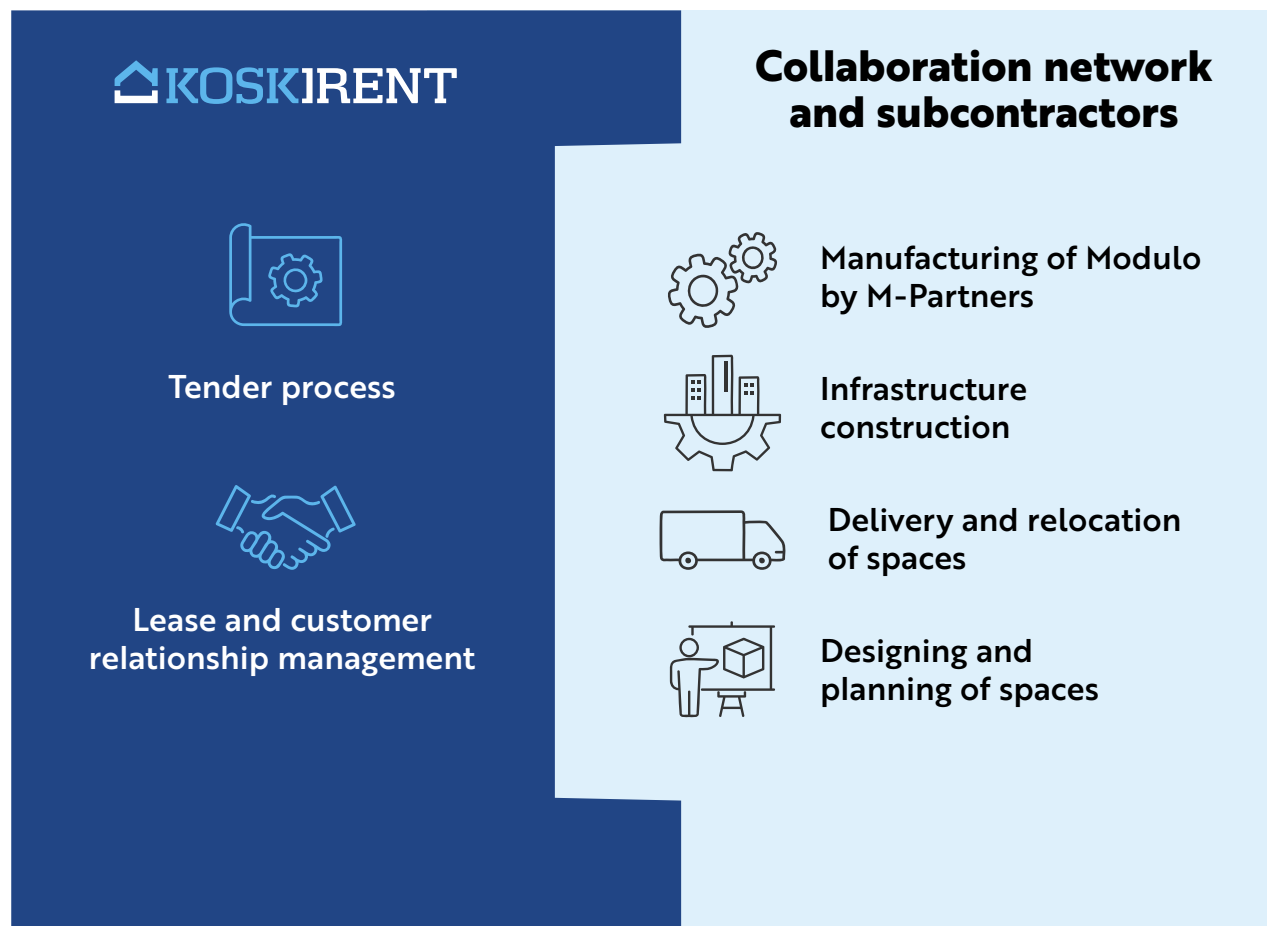 KOSKIRENT
Tender process
Lease and customer
relationship management
Collaboration network
and subcontractors
Manufacturing of Modulo
by M-Partners
Infrastructure
construction
Delivery and relocation
of spaces
Designing and
planning of spaces